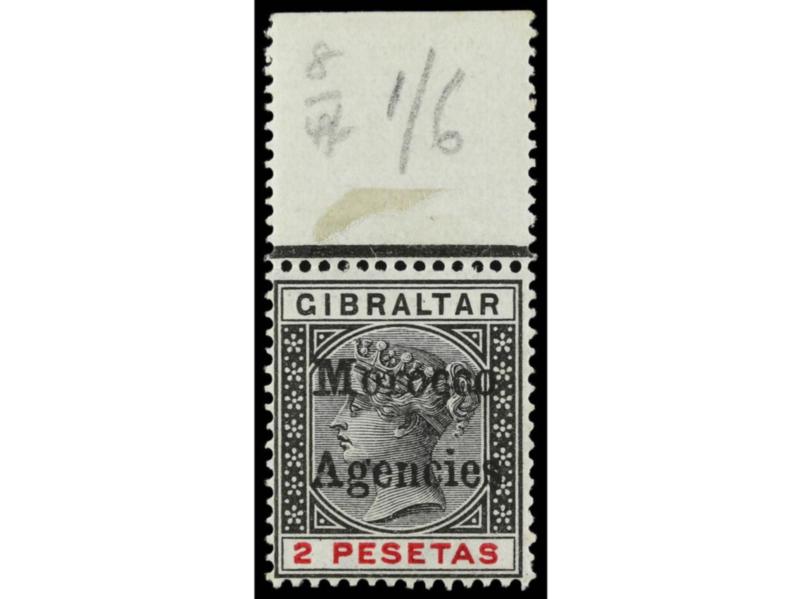 1/6
GIBRALTAR
Morocco
Agencies
2 PESETAS